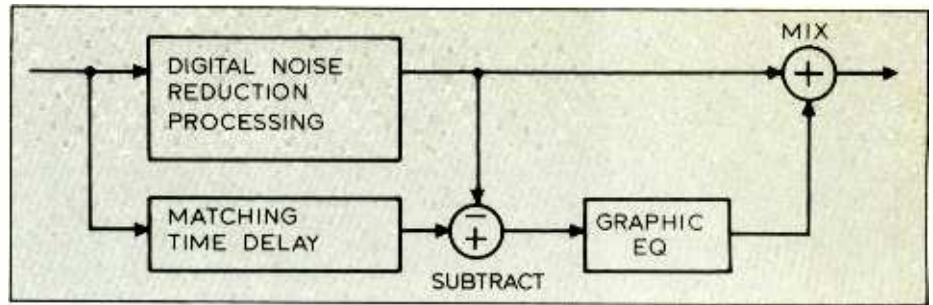 DIGITAL NOISE
REDUCTION
PROCESSING
MIX
+
MATCHING
TIME DELAY
−
+
SUBTRACT
GRAPHIC
EQ